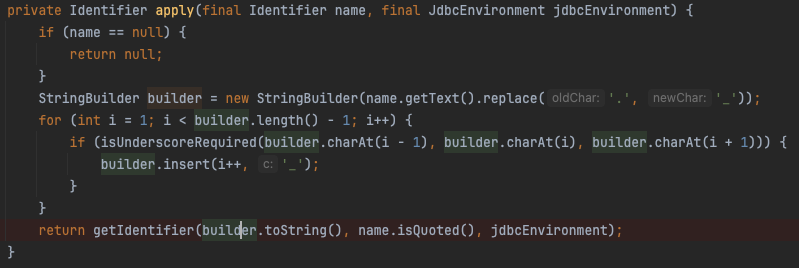 private Identifier apply(final Identifier name, final JdbcEnvironment jdbcEnvironment) {
    if (name == null) {
        return null;
    }
    StringBuilder builder = new StringBuilder(name.getText().replace( oldChar: '.', newChar: '_'));
    for (int i = 1; i < builder.length() - 1; i++) {
        if (isUnderscoreRequired(builder.charAt(i - 1), builder.charAt(i), builder.charAt(i + 1))) {
            builder.insert(i++, c: '_');
        }
    }
    return getIdentifier(builder.toString(), name.isQuoted(), jdbcEnvironment);
}